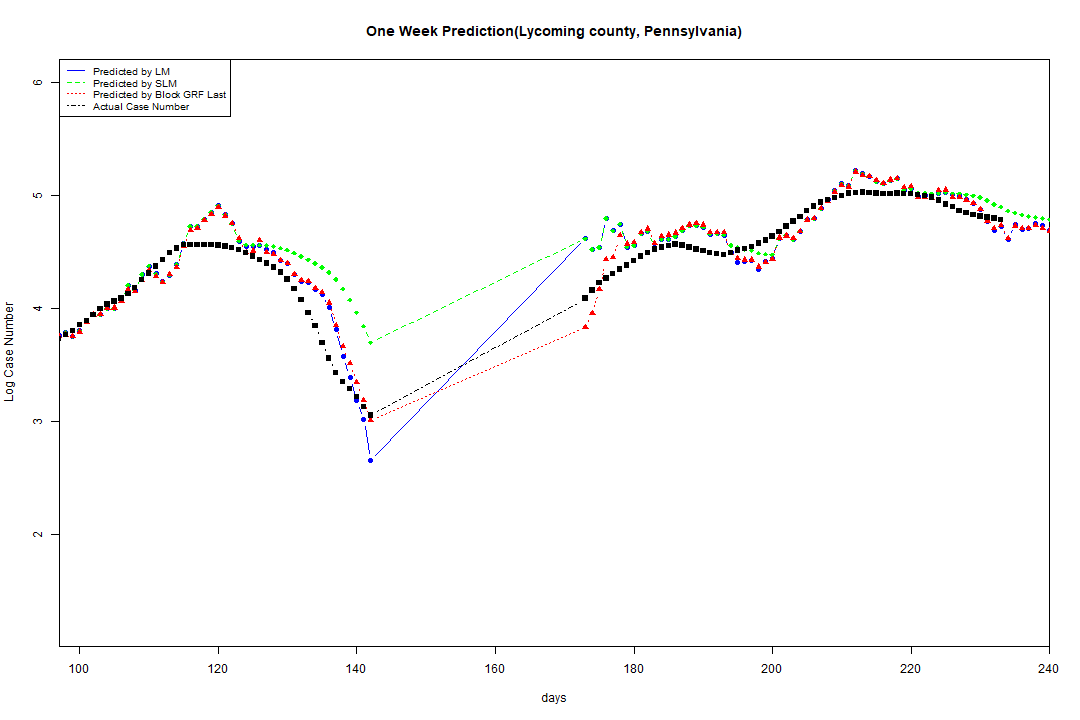 One Week Prediction(Lycoming county, Pennsylvania)
Predicted by LM
Predicted by SLM
Predicted by Block GRF Last
Actual Case Number
6
5
4
3
2
Log Case Number
100 120 140 160 180 200 220 240
days